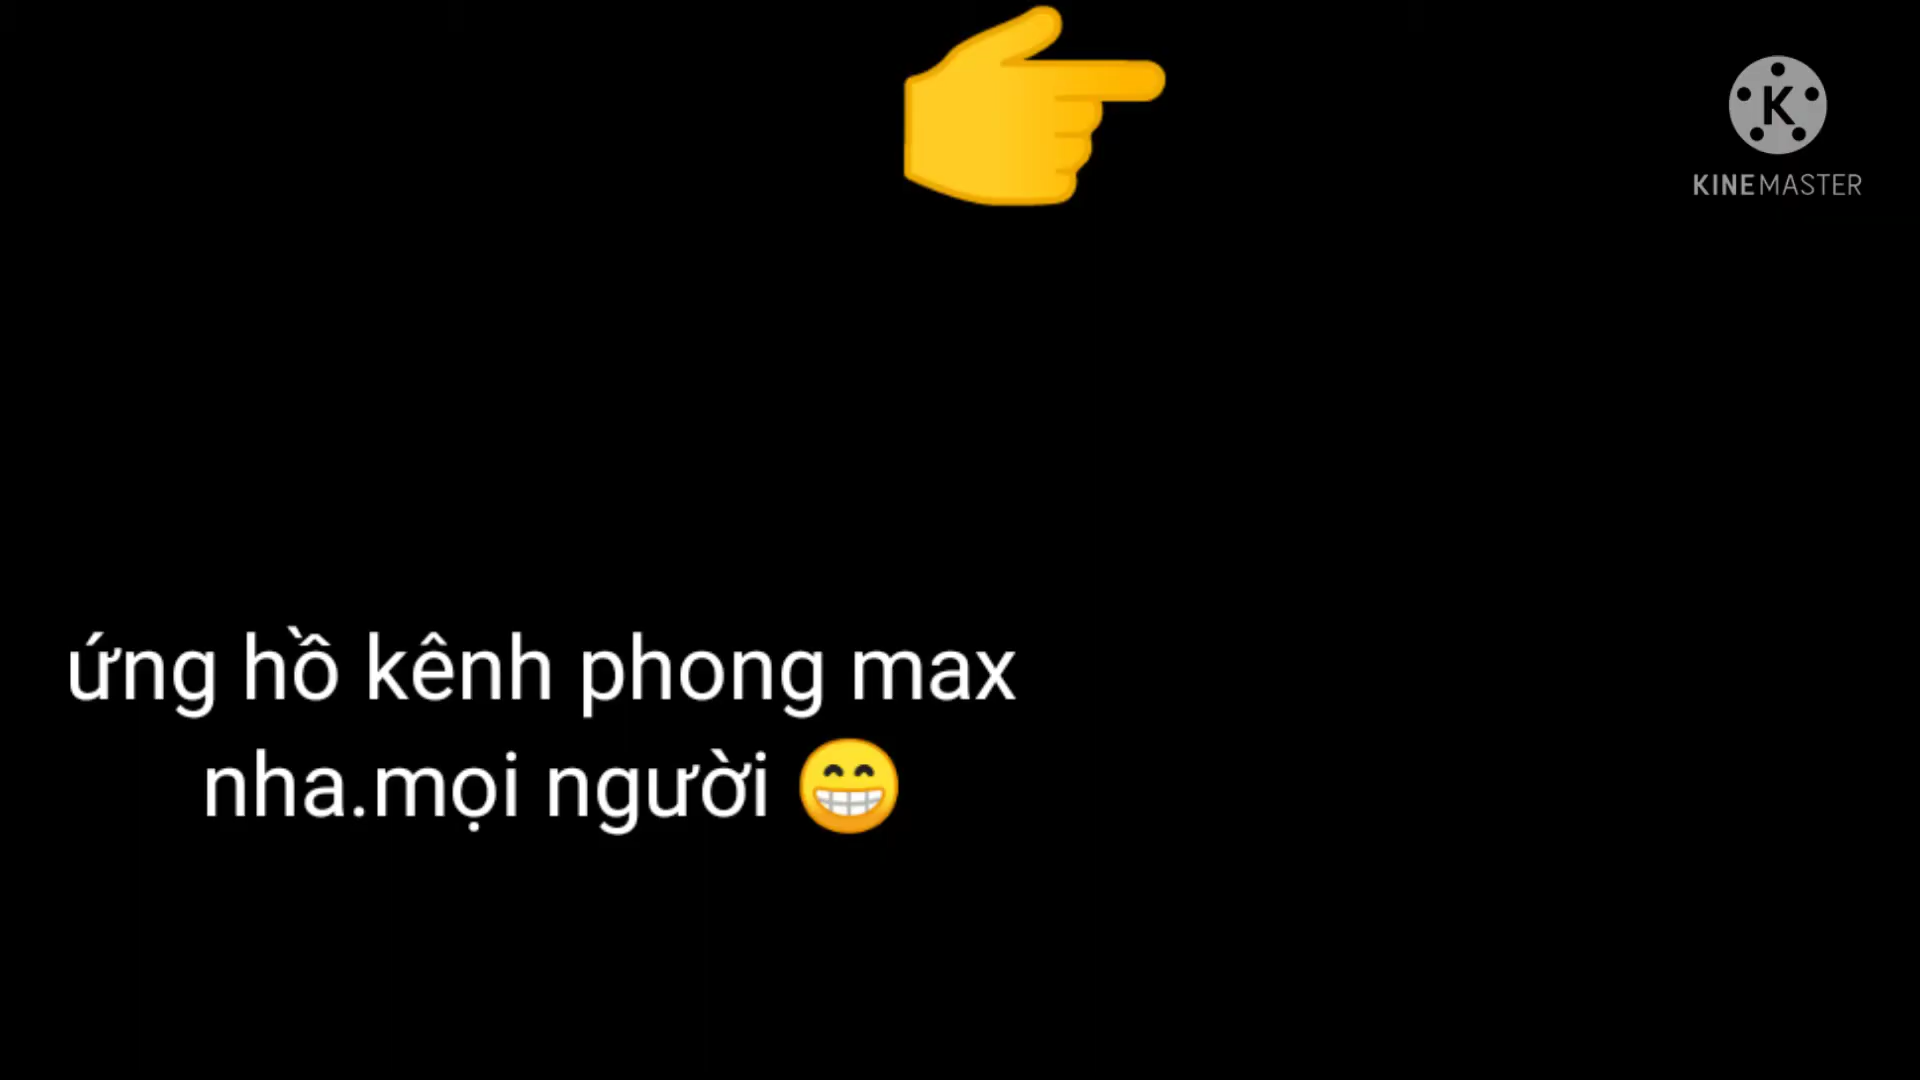 K
KINEMASTER
ứng hồ kênh phong max
nha.mọi người 😁